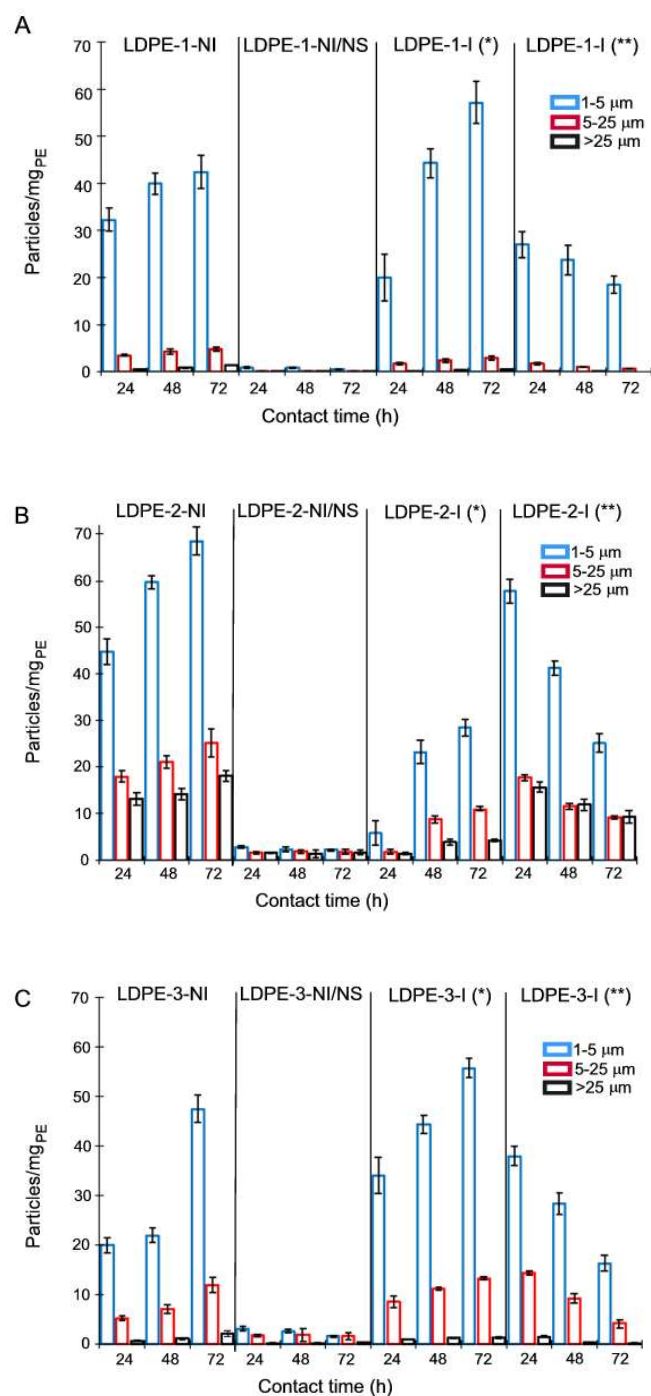 A
LDPE-1-NI LDPE-1-NI/NS LDPE-1-I (*) LDPE-1-I (**)
70
60
50
40
30
20
10
0
Particles/mgPE
1-5 μm
5-25 μm
>25 μm
24 48 72 24 48 72 24 48 72 24 48 72
Contact time (h)
B
LDPE-2-NI LDPE-2-NI/NS LDPE-2-I (*) LDPE-2-I (**)
70
60
50
40
30
20
10
0
Particles/mgPE
1-5 μm
5-25 μm
>25 μm
24 48 72 24 48 72 24 48 72 24 48 72
Contact time (h)
C
LDPE-3-NI LDPE-3-NI/NS LDPE-3-I (*) LDPE-3-I (**)
70
60
50
40
30
20
10
0
Particles/mgPE
1-5 μm
5-25 μm
>25 μm
24 48 72 24 48 72 24 48 72 24 48 72
Contact time (h)